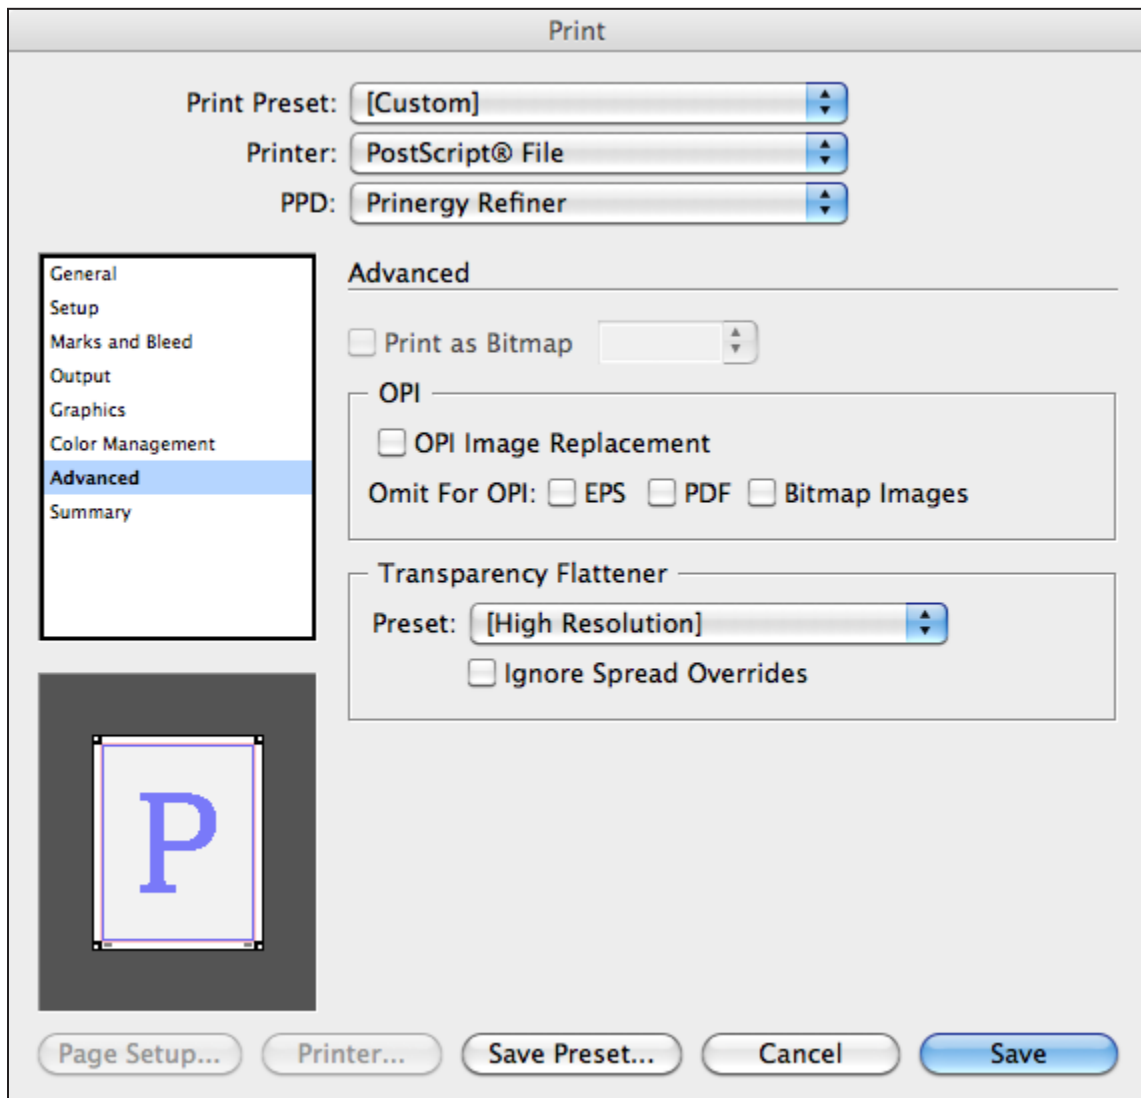 Print
Print Preset: [Custom]
Printer: PostScript® File
PPD: Prinergy Refiner
General
Setup
Marks and Bleed
Output
Graphics
Color Management
Advanced
Summary
Advanced
Print as Bitmap
OPI
OPI Image Replacement
Omit For OPI: EPS PDF Bitmap Images
Transparency Flattener
Preset: [High Resolution]
Ignore Spread Overrides
P
Page Setup... Printer... Save Preset... Cancel Save